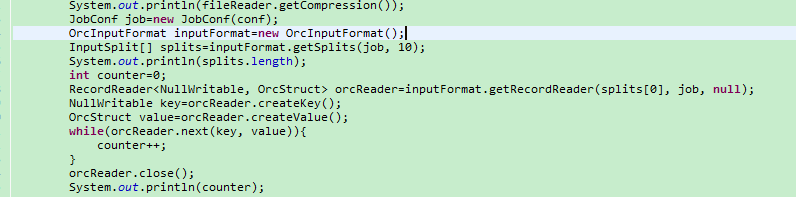 System.out.println(fileReader.getCompression());
JobConf job=new JobConf(conf);
OrcInputFormat inputFormat=new OrcInputFormat();
InputSplit[] splits=inputFormat.getSplits(job, 10);
System.out.println(splits.length);
int counter=0;
RecordReader<NullWritable, OrcStruct> orcReader=inputFormat.getRecordReader(splits[0], job, null);
NullWritable key=orcReader.createKey();
OrcStruct value=orcReader.createValue();
while(orcReader.next(key, value)){
counter++;
}
orcReader.close();
System.out.println(counter);